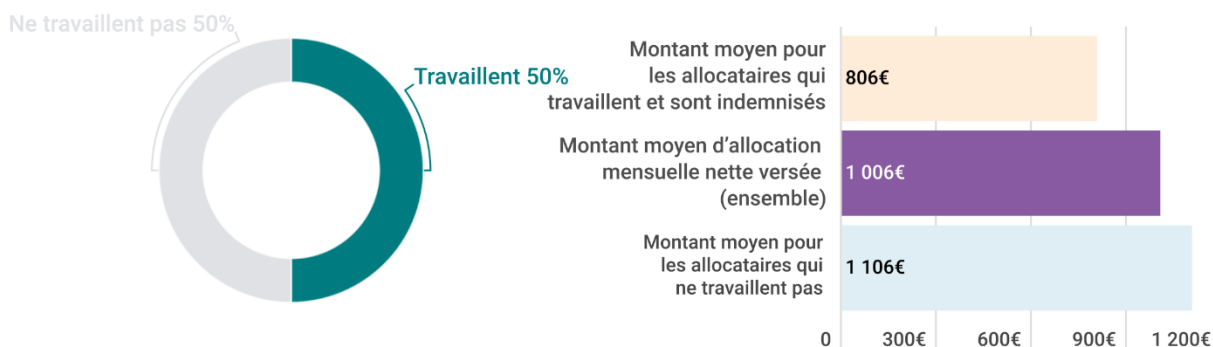 Ne travaillent pas 50%
Travaillent 50%
Montant moyen pour
les allocataires qui
travaillent et sont indemnisés
806€
Montant moyen d’allocation
mensuelle nette versée
(ensemble)
1 006€
Montant moyen pour
les allocataires qui
ne travaillent pas
1 106€
0 300€ 600€ 900€ 1 200€